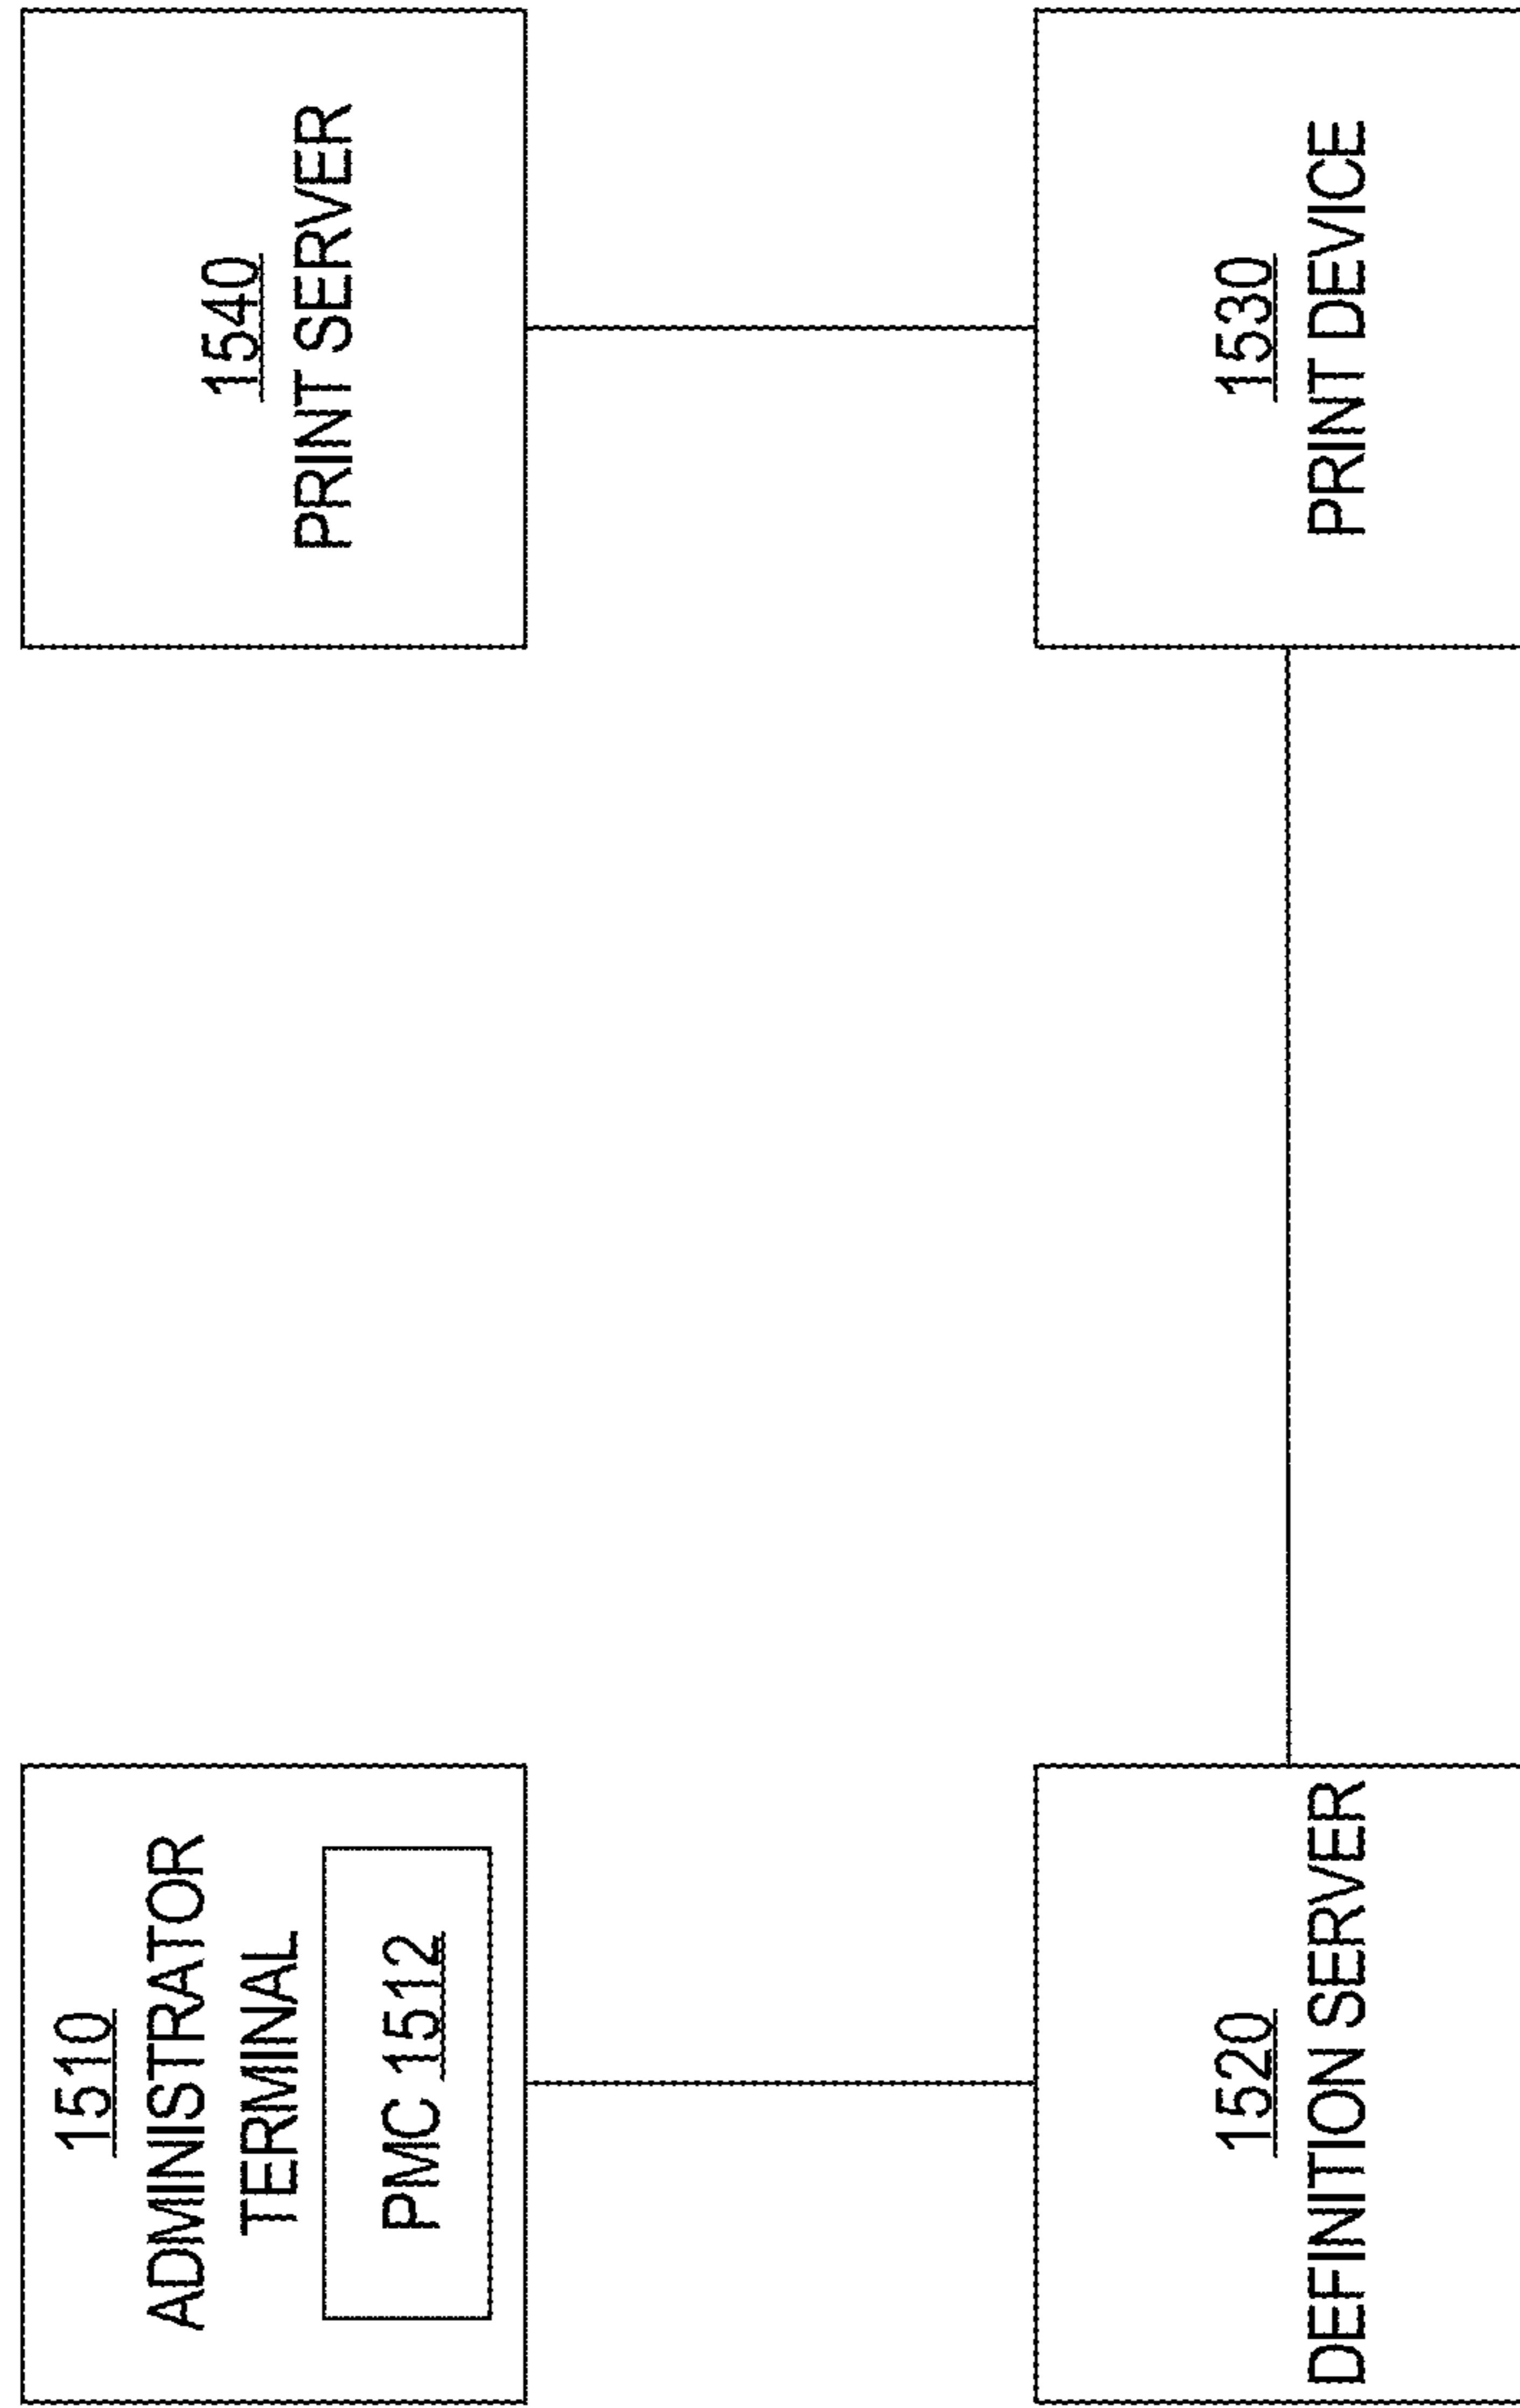 1510
ADMINISTRATOR
TERMINAL
PMC 1512
1540
PRINT SERVER
1520
DEFINITION SERVER
1530
PRINT DEVICE